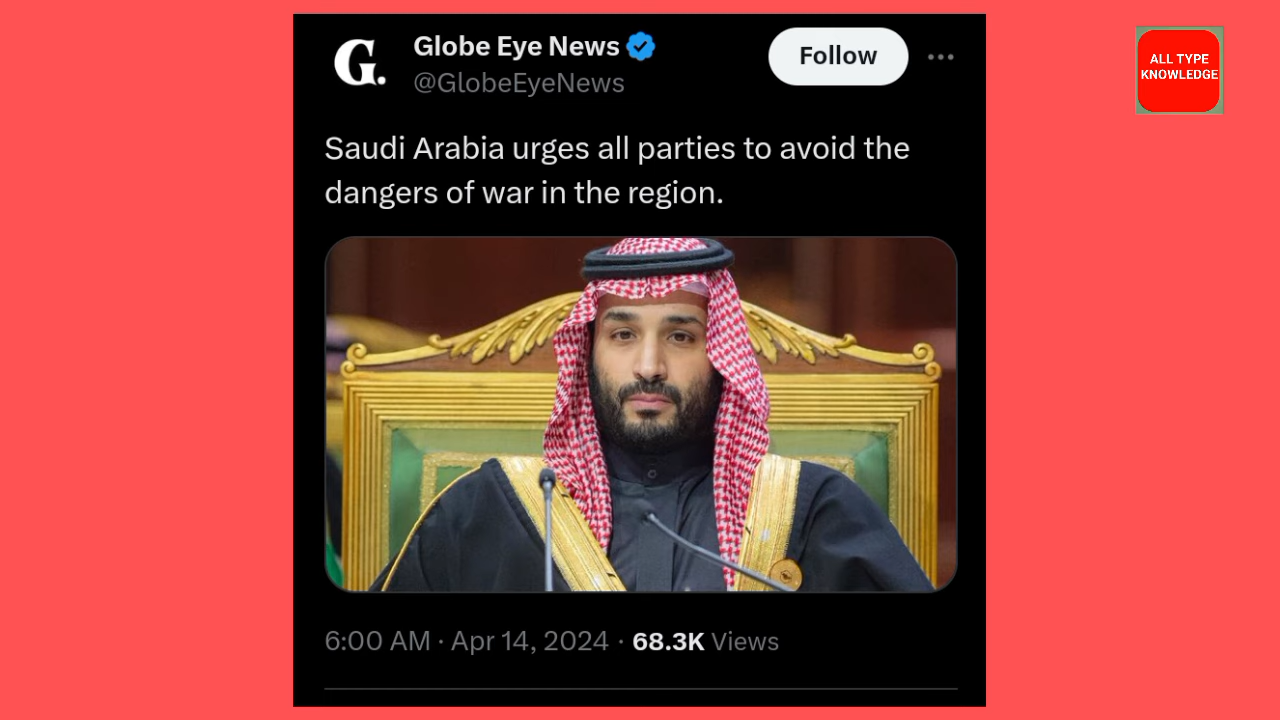 G.
Globe Eye News
@GlobeEyeNews
Follow
Saudi Arabia urges all parties to avoid the
dangers of war in the region.
6:00 AM · Apr 14, 2024 · 68.3K Views
ALL TYPE
KNOWLEDGE